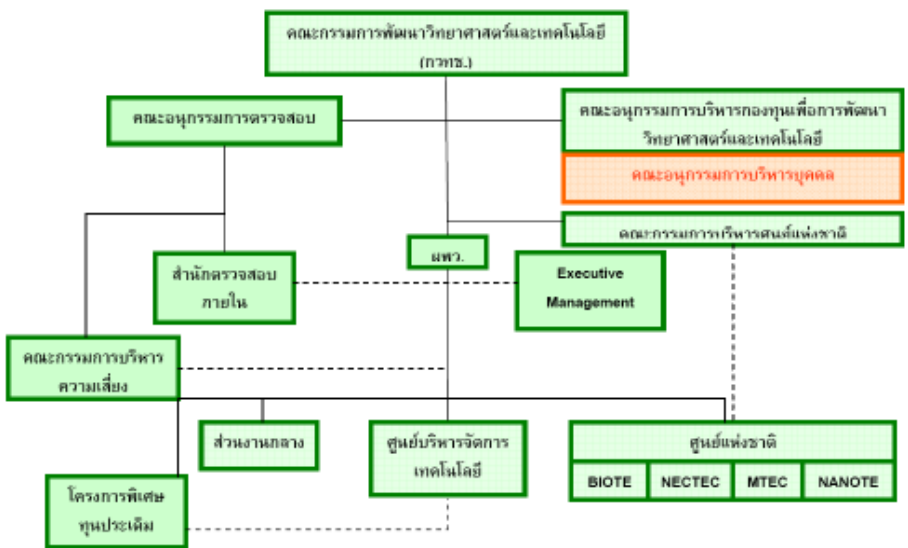 คณะกรรมการพัฒนาวิทยาศาสตร์และเทคโนโลยี
(กวทช.)
คณะอนุกรรมการตรวจสอบ
คณะอนุกรรมการบริหารกองทุนเพื่อการพัฒนา
วิทยาศาสตร์และเทคโนโลยี
คณะอนุกรรมการบริหารบุคคล
คณะกรรมการบริหารศูนย์แห่งชาติ
ผพว.
สำนักตรวจสอบ
ภายใน
Executive
Management
คณะกรรมการบริหาร
ความเสี่ยง
ส่วนงานกลาง
ศูนย์บริหารจัดการ
เทคโนโลยี
ศูนย์แห่งชาติ
BIOTE NECTEC MTEC NANOTE
โครงการพิเศษ
ทุนประเดิม